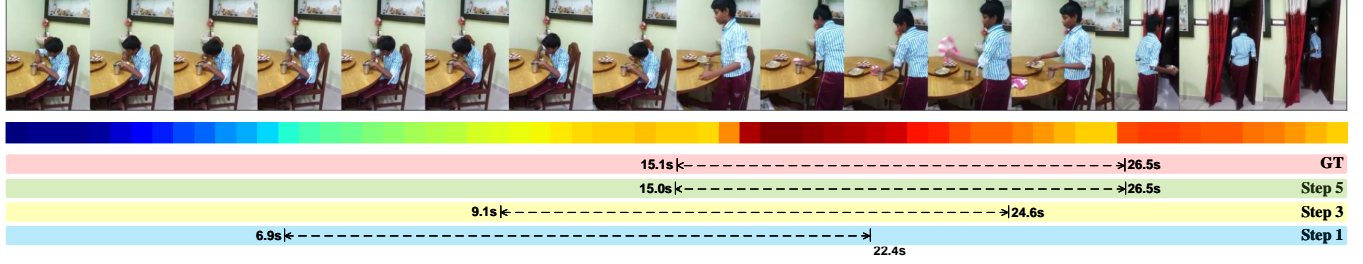 15.1s 26.5s GT
15.0s 26.5s Step 5
9.1s 24.6s Step 3
6.9s 22.4s Step 1